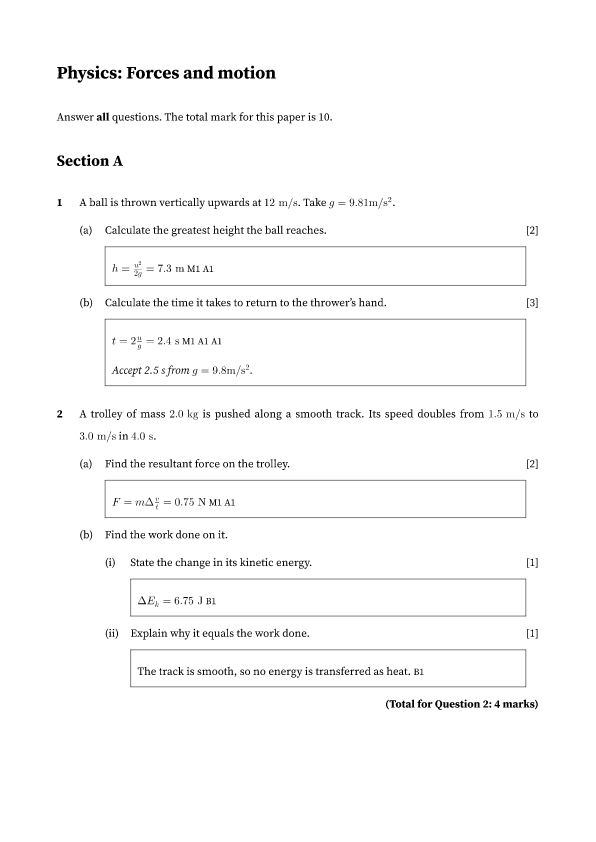 Physics: Forces and motion
Answer all questions. The total mark for this paper is 10.
Section A
1 A ball is thrown vertically upwards at 12 m/s. Take g = 9.81m/s².
(a) Calculate the greatest height the ball reaches. [2]
h = u²/2g = 7.3 m M1 A1
(b) Calculate the time it takes to return to the thrower's hand. [3]
t = 2 u/g = 2.4 s M1 A1 A1
Accept 2.5 s from g = 9.8m/s².
2 A trolley of mass 2.0 kg is pushed along a smooth track. Its speed doubles from 1.5 m/s to
3.0 m/s in 4.0 s.
(a) Find the resultant force on the trolley. [2]
F = mΔ v/t = 0.75 N M1 A1
(b) Find the work done on it.
(i) State the change in its kinetic energy. [1]
ΔEₖ = 6.75 J B1
(ii) Explain why it equals the work done. [1]
The track is smooth, so no energy is transferred as heat. B1
(Total for Question 2: 4 marks)